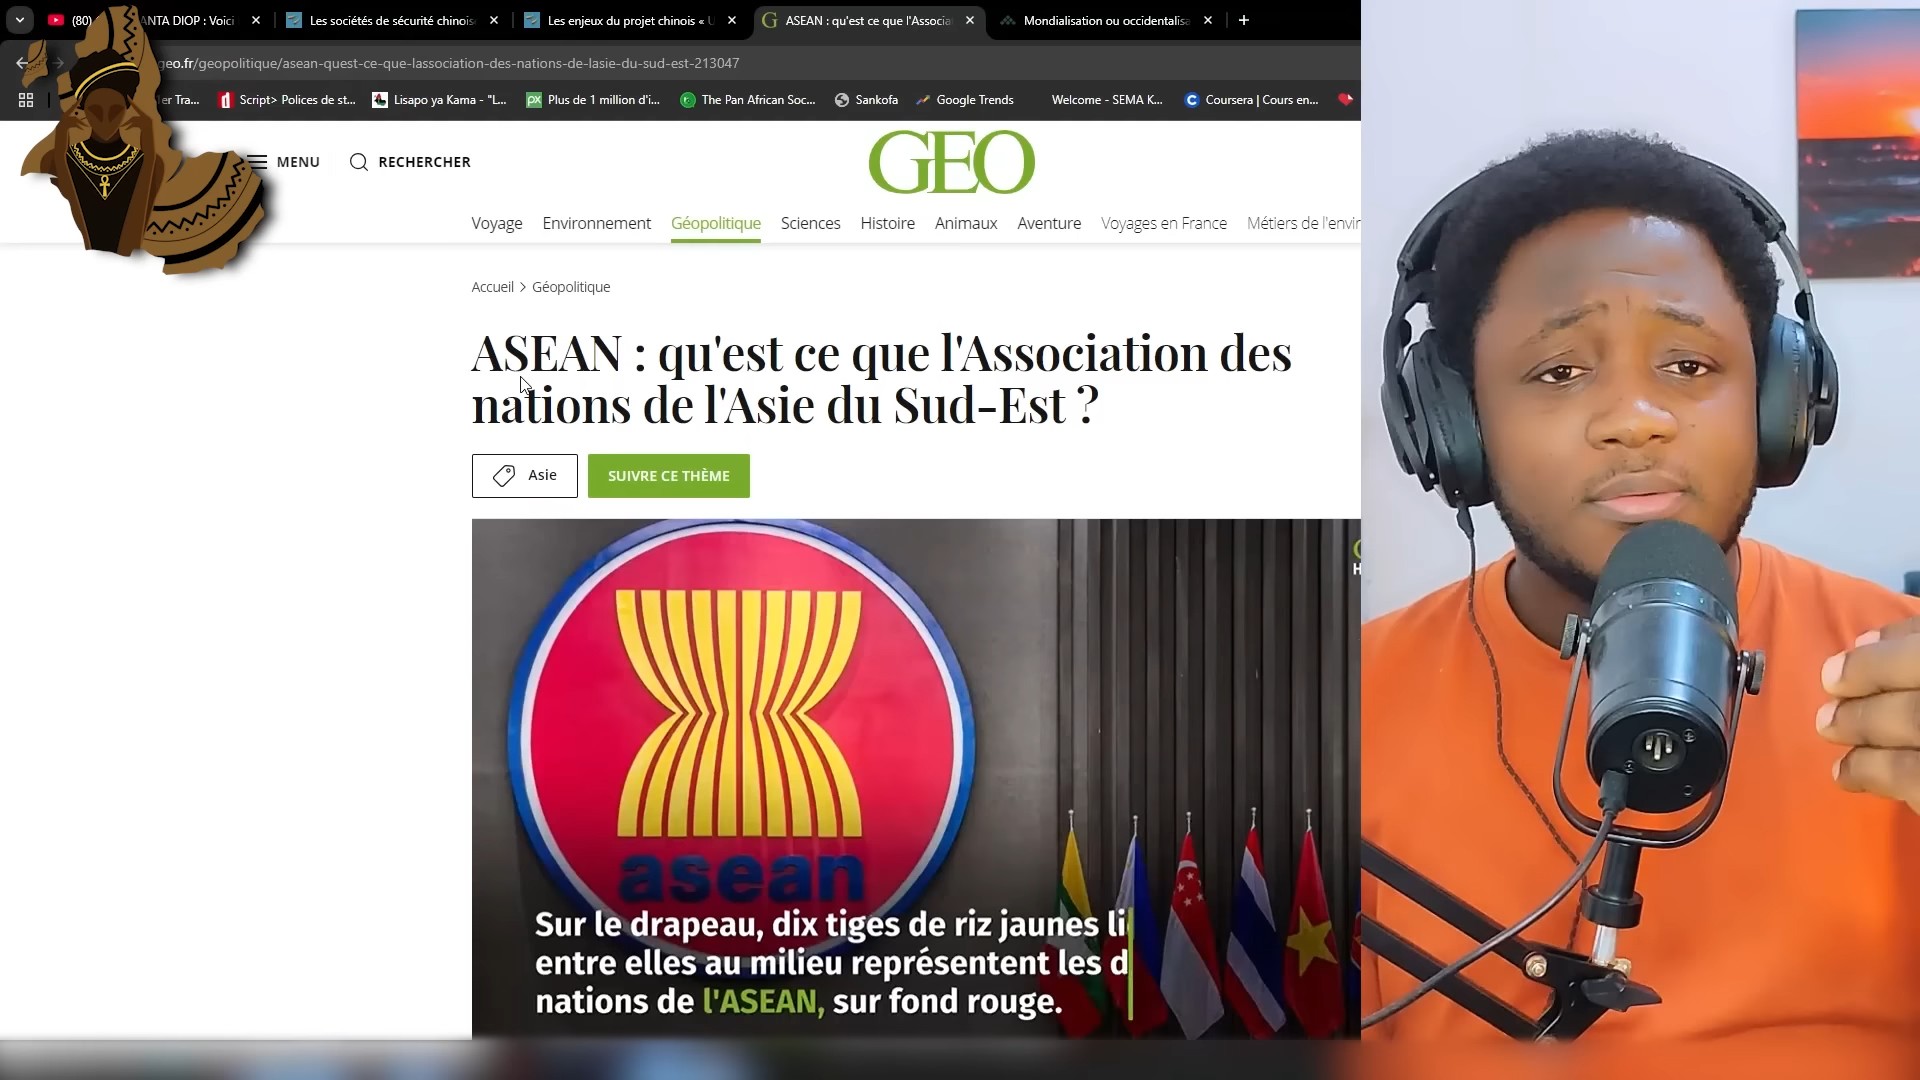 (80)
ANTA DIOP : Voici
Les sociétés de sécurité chinois
Les enjeux du projet chinois «
ASEAN : qu'est ce que l'Associa
Mondialisation ou occidentalisa
geo.fr/geopolitique/asean-quest-ce-que-lassociation-des-nations-de-lasie-du-sud-est-213047
er Tra...
Script> Polices de st...
Lisapo ya Kama - "L...
Plus de 1 million d'i...
The Pan African Soc...
Sankofa
Google Trends
Welcome - SEMA K...
Coursera | Cours en...
MENU
RECHERCHER
GEO
Voyage Environnement Géopolitique Sciences Histoire Animaux Aventure Voyages en France Métiers de l'envir
Accueil > Géopolitique
ASEAN : qu'est ce que l'Association des
nations de l'Asie du Sud-Est ?
Asie
SUIVRE CE THÈME
asean
Sur le drapeau, dix tiges de riz jaunes li
entre elles au milieu représentent les d
nations de l'ASEAN, sur fond rouge.